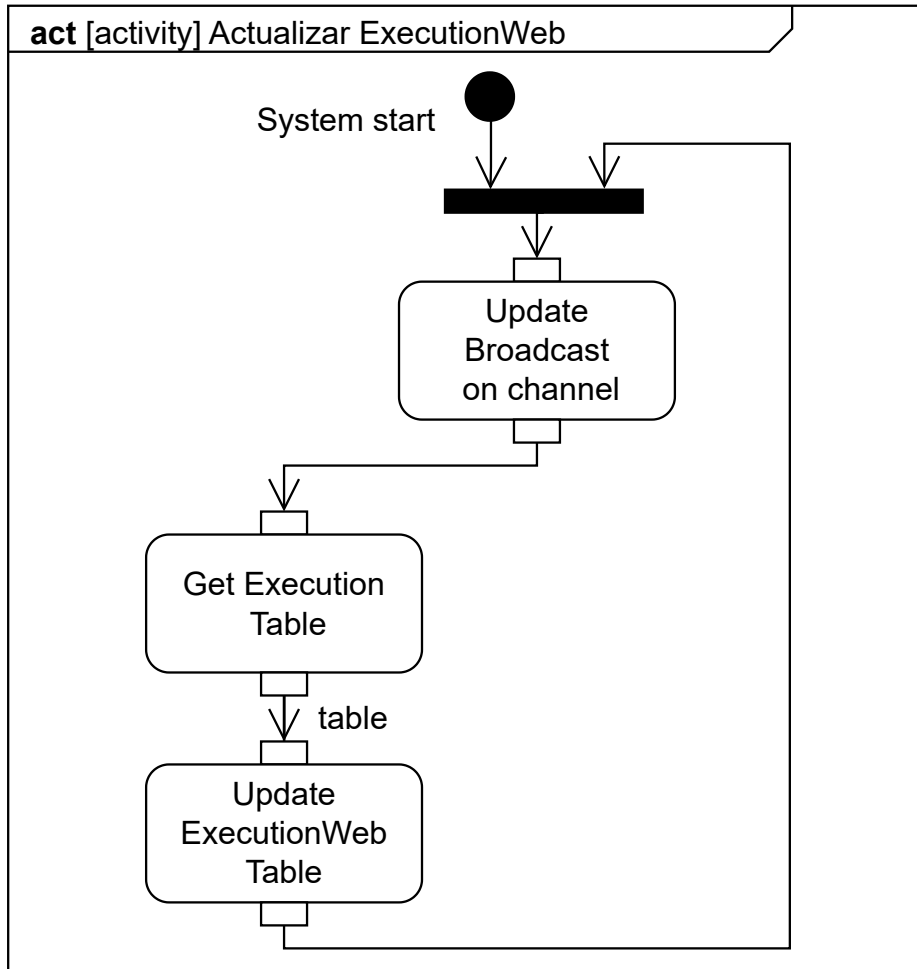 act [activity] Actualizar ExecutionWeb
System start
Update
Broadcast
on channel
Get Execution
Table
table
Update
ExecutionWeb
Table